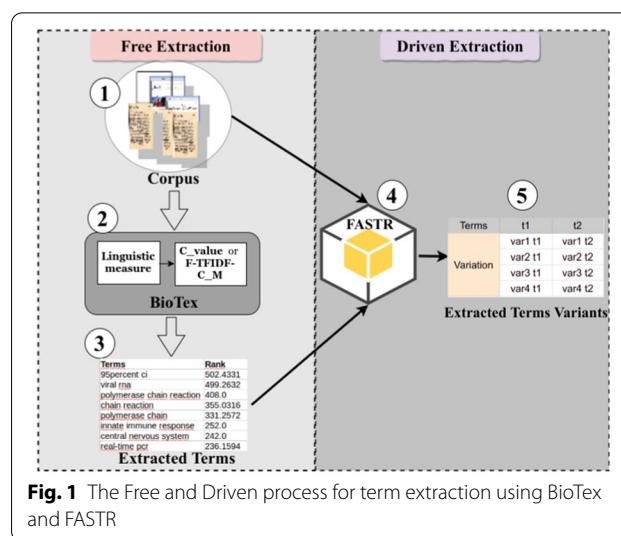 Free Extraction
Driven Extraction
1
Corpus
2
Linguistic
measure
C_value or
F-TFIDF-
C_M
BioTex
3
Terms Rank
95percent ci 502.4331
viral rna 499.2632
polymerase chain reaction 408.0
chain reaction 355.0316
polymerase chain 331.2572
innate immune response 252.0
central nervous system 242.0
real-time pcr 236.1594
Extracted Terms
4
FASTR
5
Terms t1 t2
Variation
var1 t1 var1 t2
var2 t1 var2 t2
var3 t1 var3 t2
var4 t1 var4 t2
Extracted Terms Variants
Fig. 1 The Free and Driven process for term extraction using BioTex
and FASTR